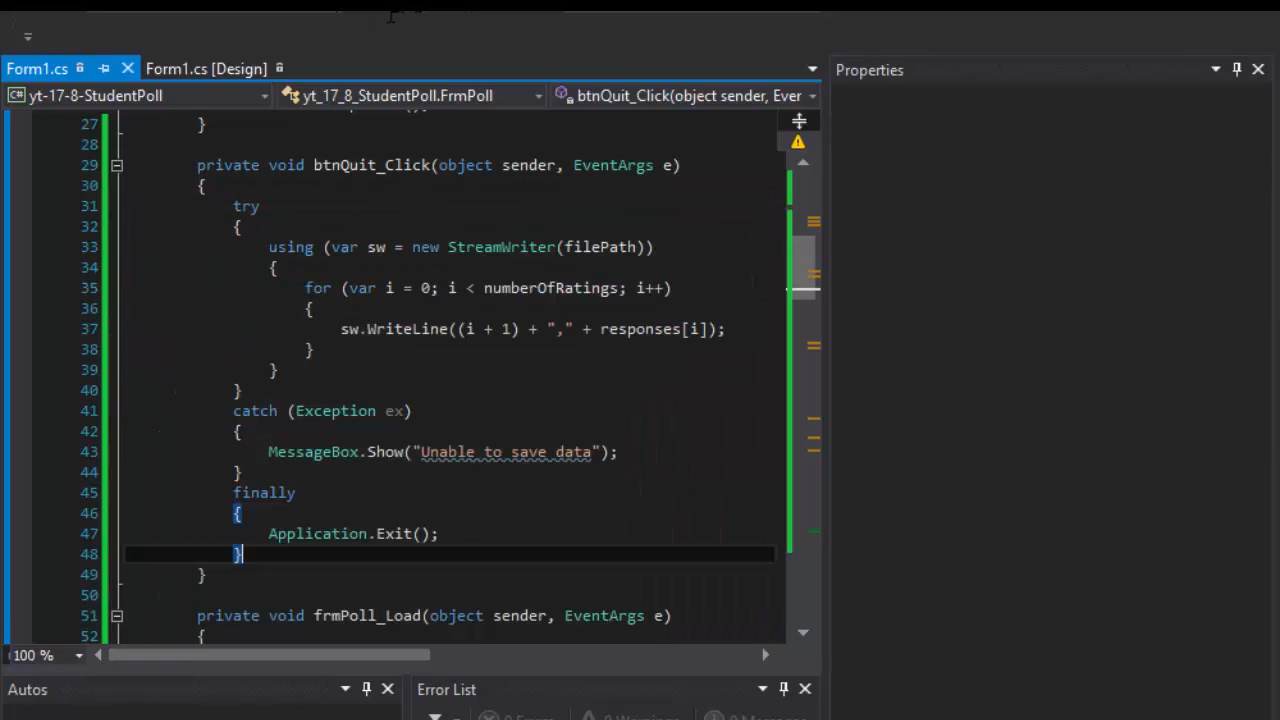 Form1.cs
Form1.cs [Design]
Properties
C# yt-17-8-StudentPoll
yt_17_8_StudentPoll.FrmPoll
btnQuit_Click(object sender, Ever
27 }
28
29 private void btnQuit_Click(object sender, EventArgs e)
30 {
31 try
32 {
33 using (var sw = new StreamWriter(filePath))
34 {
35 for (var i = 0; i < numberOfRatings; i++)
36 {
37 sw.WriteLine((i + 1) + "," + responses[i]);
38 }
39 }
40 }
41 catch (Exception ex)
42 {
43 MessageBox.Show("Unable to save data");
44 }
45 finally
46 {
47 Application.Exit();
48 }
49 }
50
51 private void frmPoll_Load(object sender, EventArgs e)
52 {
100 %
Autos
Error List